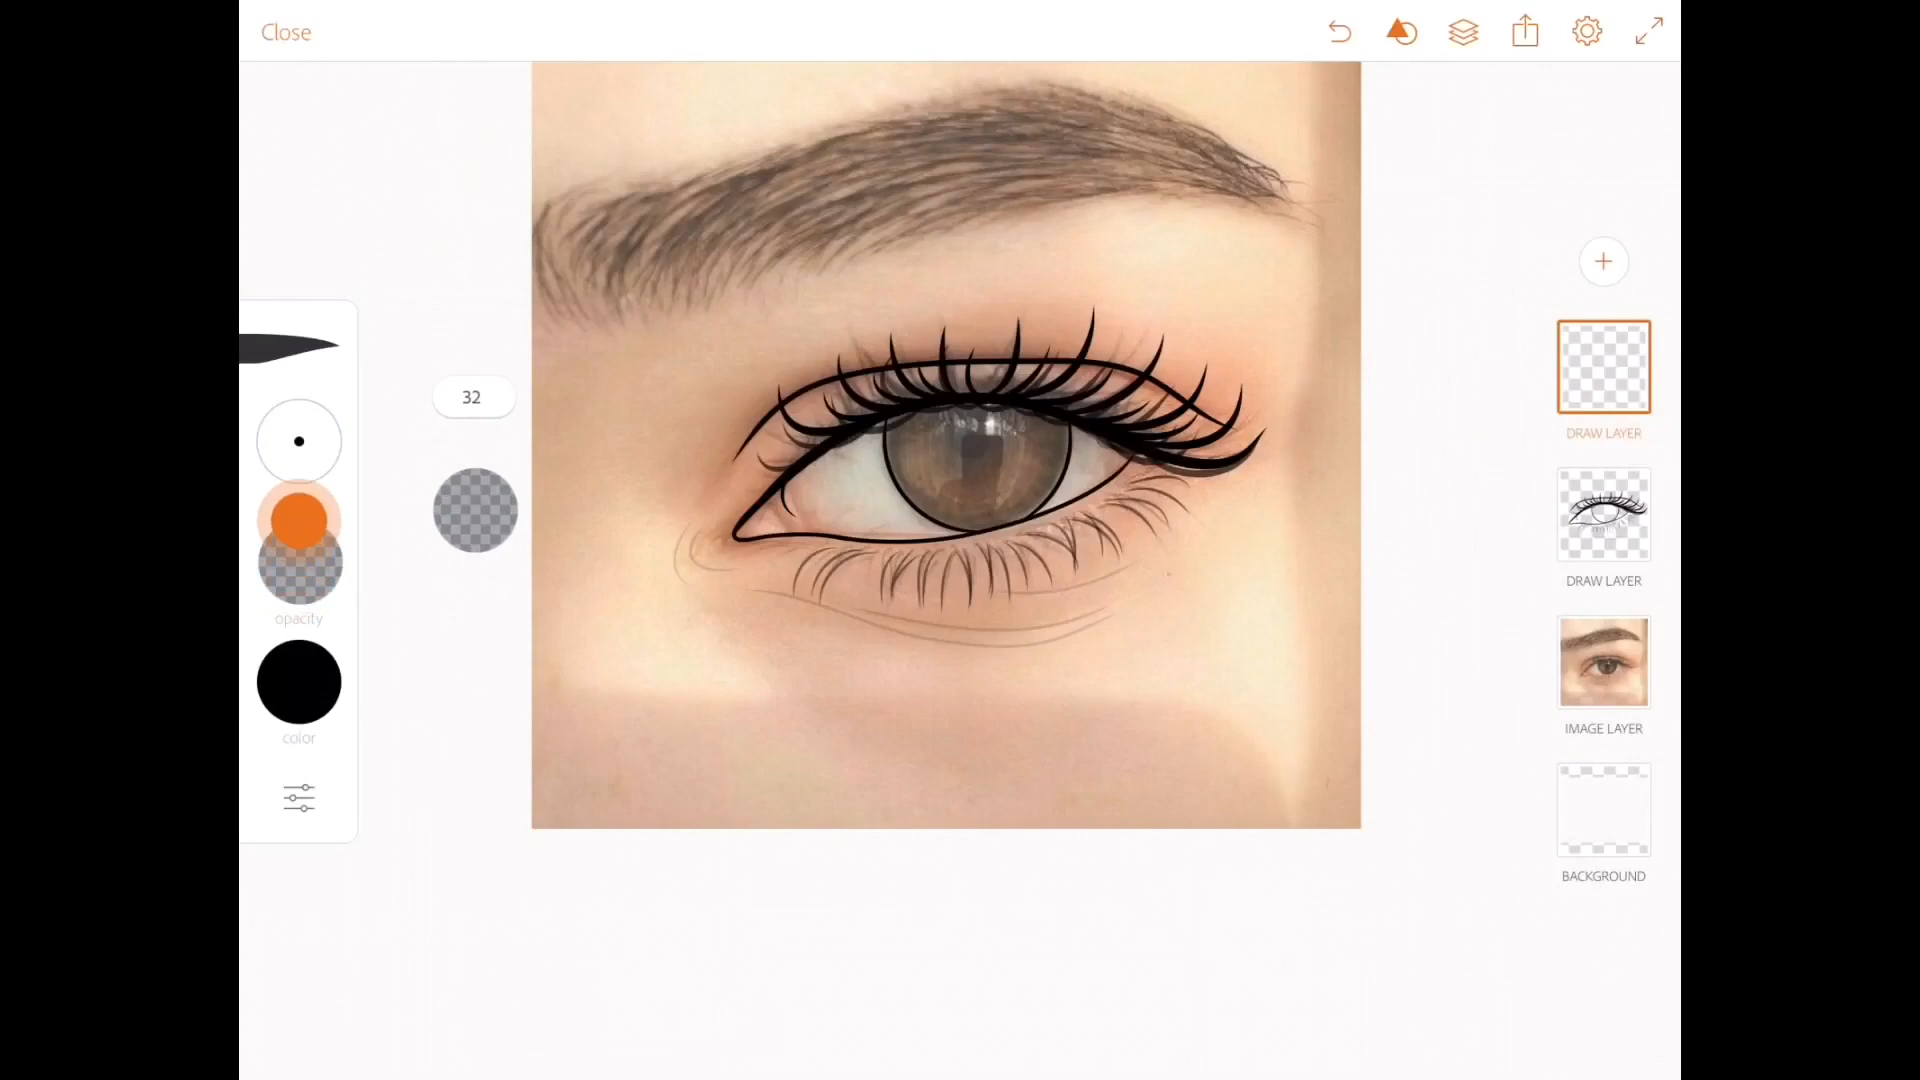 Close
32
opacity
color
DRAW LAYER
DRAW LAYER
IMAGE LAYER
BACKGROUND